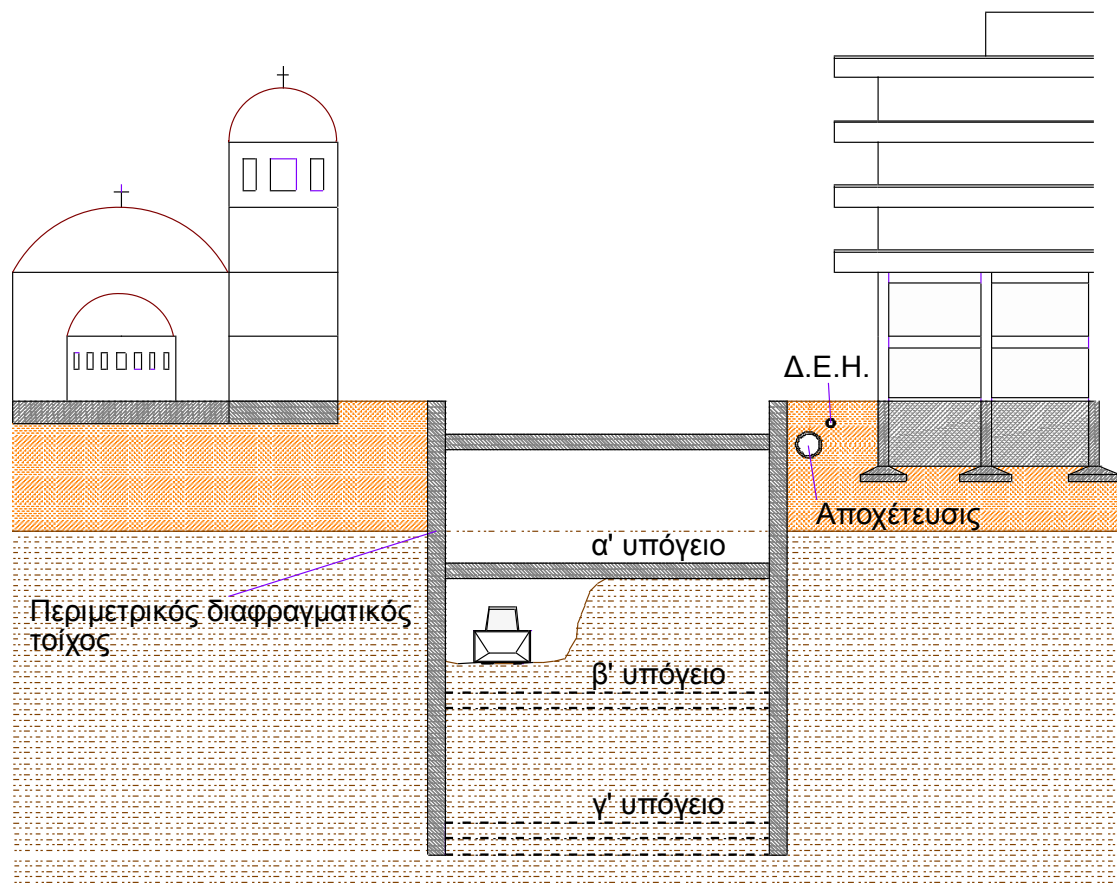 Δ.Ε.Η.
Αποχέτευσις
α' υπόγειο
Περιμετρικός διαφραγματικός
τοίχος
β' υπόγειο
γ' υπόγειο